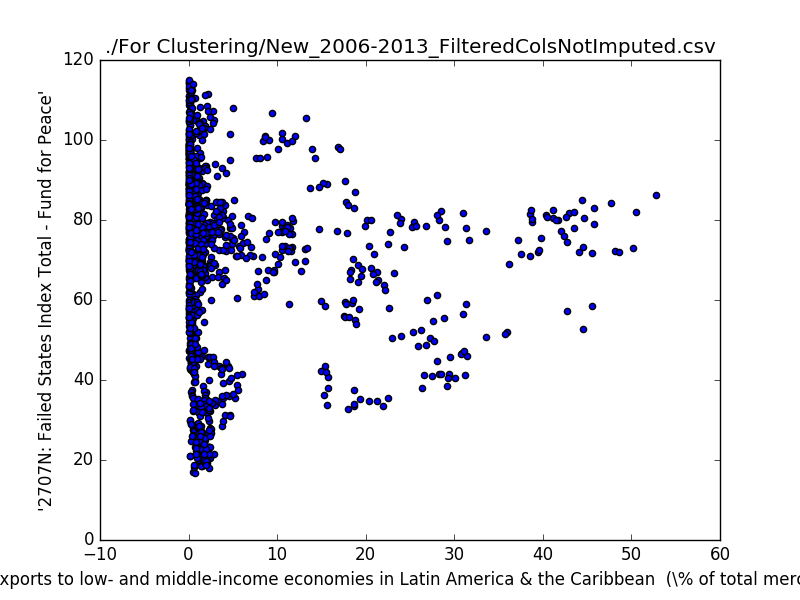 ./For Clustering/New_2006-2013_FilteredColsNotImputed.csv
120
100
80
60
40
20
0
'2707N: Failed States Index Total - Fund for Peace'
−10 0 10 20 30 40 50 60
xports to low- and middle-income economies in Latin America & the Caribbean (\% of total merc